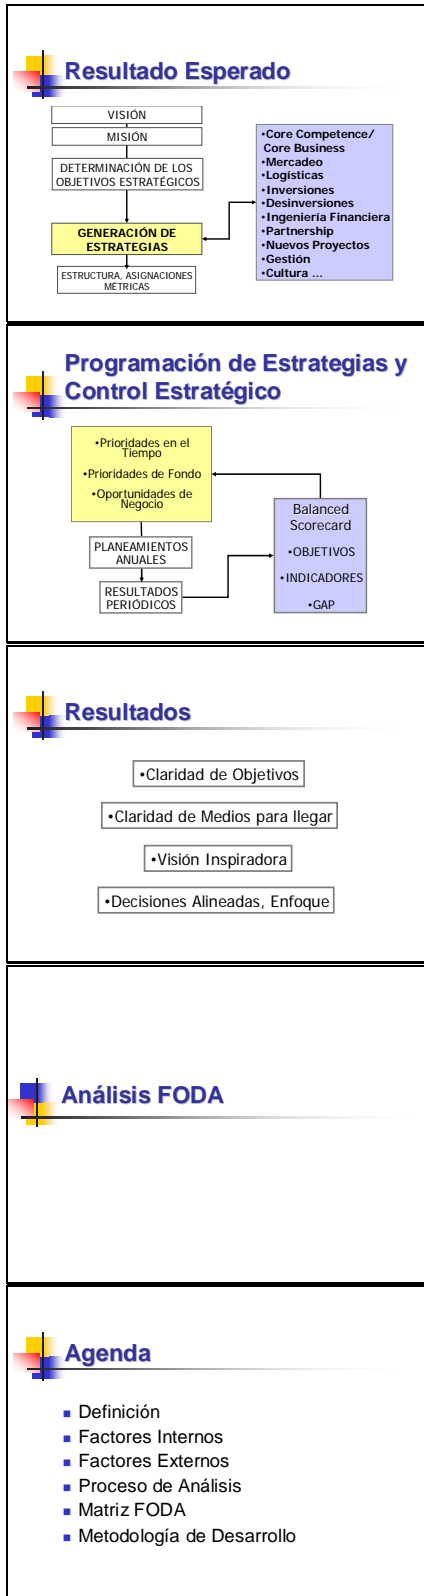 Resultado Esperado
VISIÓN
MISIÓN
DETERMINACIÓN DE LOS
OBJETIVOS ESTRATÉGICOS
GENERACIÓN DE
ESTRATEGIAS
ESTRUCTURA, ASIGNACIONES
MÉTRICAS
•Core Competence/
Core Business
•Mercadeo
•Logísticas
•Inversiones
•Desinversiones
•Ingeniería Financiera
•Partnership
•Nuevos Proyectos
•Gestión
•Cultura ...
Programación de Estrategias y
Control Estratégico
•Prioridades en el
Tiempo
•Prioridades de Fondo
•Oportunidades de
Negocio
PLANEAMIENTOS
ANUALES
RESULTADOS
PERIÓDICOS
Balanced
Scorecard
•OBJETIVOS
•INDICADORES
•GAP
Resultados
•Claridad de Objetivos
•Claridad de Medios para llegar
•Visión Inspiradora
•Decisiones Alineadas, Enfoque
Análisis FODA
Agenda
Definición
Factores Internos
Factores Externos
Proceso de Análisis
Matriz FODA
Metodología de Desarrollo